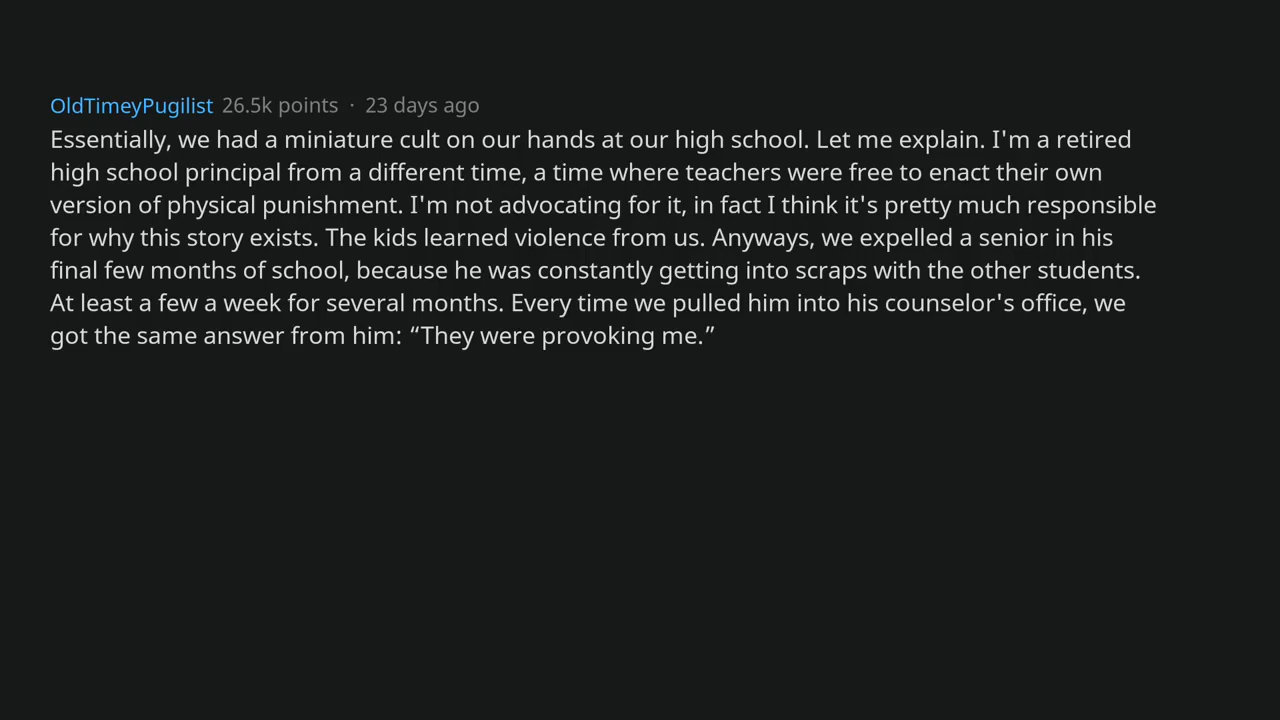 OldTimeyPugilist 26.5k points · 23 days ago
Essentially, we had a miniature cult on our hands at our high school. Let me explain. I'm a retired
high school principal from a different time, a time where teachers were free to enact their own
version of physical punishment. I'm not advocating for it, in fact I think it's pretty much responsible
for why this story exists. The kids learned violence from us. Anyways, we expelled a senior in his
final few months of school, because he was constantly getting into scraps with the other students.
At least a few a week for several months. Every time we pulled him into his counselor's office, we
got the same answer from him: “They were provoking me.”